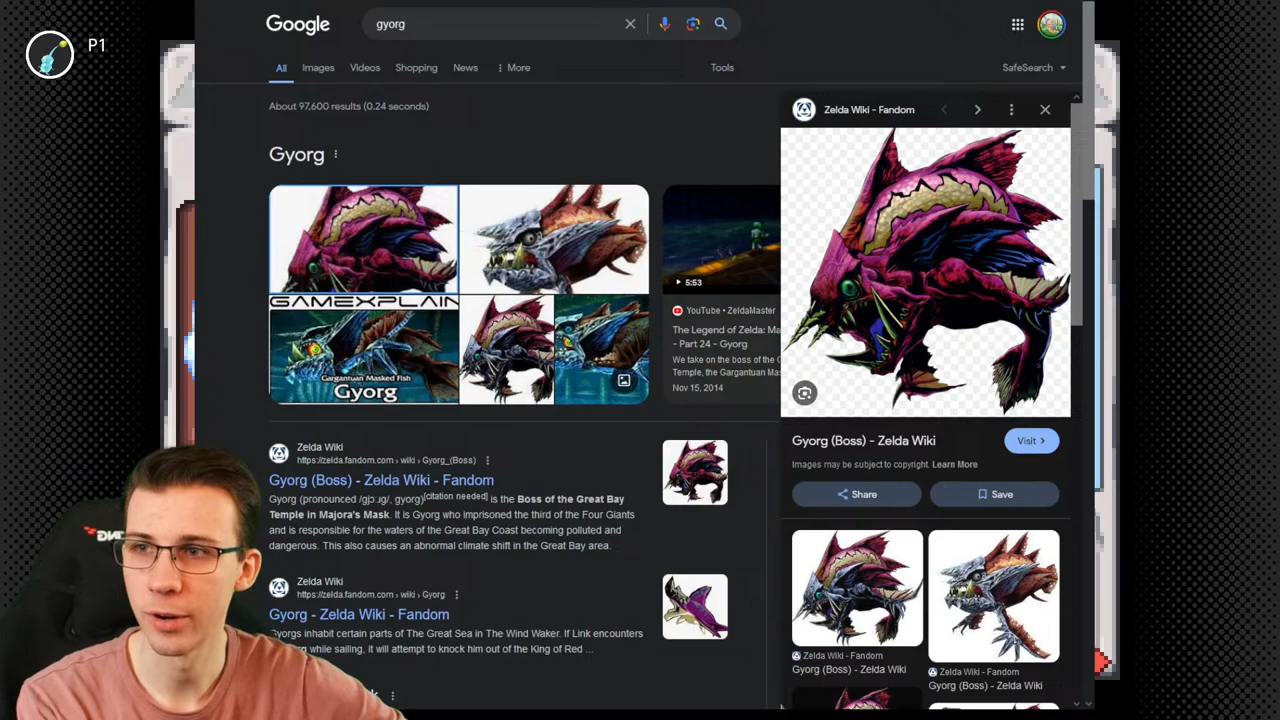 P1
Google
gyorg
All
Images
Videos
Shopping
News
More
Tools
SafeSearch
About 97,600 results (0.24 seconds)
Gyorg
GAMEXPLAIN
Gargantuan Masked Fish
Gyorg
5:53
YouTube • ZeldaMaster
The Legend of Zelda: Ma
- Part 24 - Gyorg
We take on the boss of the G
Temple, the Gargantuan Mas
Nov 15, 2014
Zelda Wiki
https://zelda.fandom.com › wiki › Gyorg_(Boss)
Gyorg (Boss) - Zelda Wiki - Fandom
Gyorg (pronounced /gjɔːɹg/, gyorg)[citation needed] is the Boss of the Great Bay
Temple in Majora's Mask. It is Gyorg who imprisoned the third of the Four Giants
and is responsible for the waters of the Great Bay Coast becoming polluted and
dangerous. This also causes an abnormal climate shift in the Great Bay area.
Zelda Wiki
https://zelda.fandom.com › wiki › Gyorg
Gyorg - Zelda Wiki - Fandom
Gyorgs inhabit certain parts of The Great Sea in The Wind Waker. If Link encounters
while sailing, it will attempt to knock him out of the King of Red ...
Zelda Wiki - Fandom
Gyorg (Boss) - Zelda Wiki
Visit
Images may be subject to copyright. Learn More
Share
Save
Zelda Wiki - Fandom
Gyorg (Boss) - Zelda Wiki
Zelda Wiki - Fandom
Gyorg (Boss) - Zelda Wiki